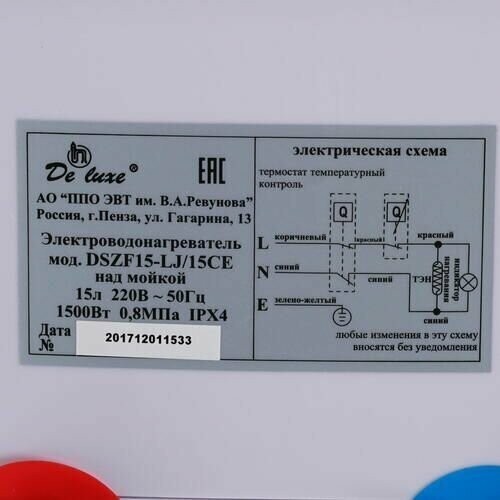 De luxe®
EAC
АО "ППО ЭВТ им. В.А.Ревунова"
Россия, г.Пенза, ул. Гагарина, 13
Электроводонагреватель
мод. DSZF15-LJ/15CE
над мойкой
15л 220В ~ 50Гц
1500Вт 0,8МПа IPX4
Дата
№
201712011533
электрическая схема
термостат температурный
контроль
Q
Q
L
коричневый
(красный)
красный
N
синий
синий
ТЭН
индикатор
нагревания
E
зелено-желтый
синий
любые изменения в эту схему
вносятся без уведомления